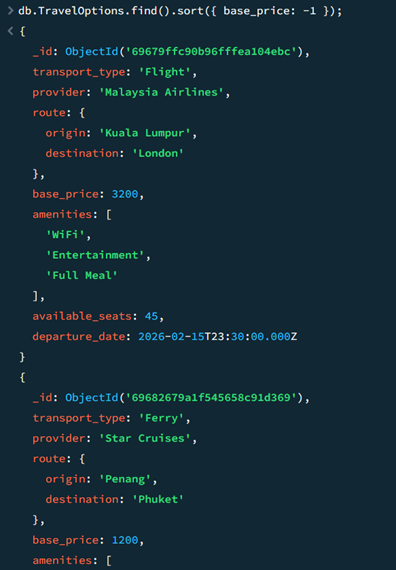 > db.TravelOptions.find().sort({ base_price: -1 });
< {
_id: ObjectId('69679ffc90b96fffea104ebc'),
transport_type: 'Flight',
provider: 'Malaysia Airlines',
route: {
origin: 'Kuala Lumpur',
destination: 'London'
},
base_price: 3200,
amenities: [
'WiFi',
'Entertainment',
'Full Meal'
],
available_seats: 45,
departure_date: 2026-02-15T23:30:00.000Z
}
{
_id: ObjectId('69682679a1f545658c91d369'),
transport_type: 'Ferry',
provider: 'Star Cruises',
route: {
origin: 'Penang',
destination: 'Phuket'
},
base_price: 1200,
amenities: [